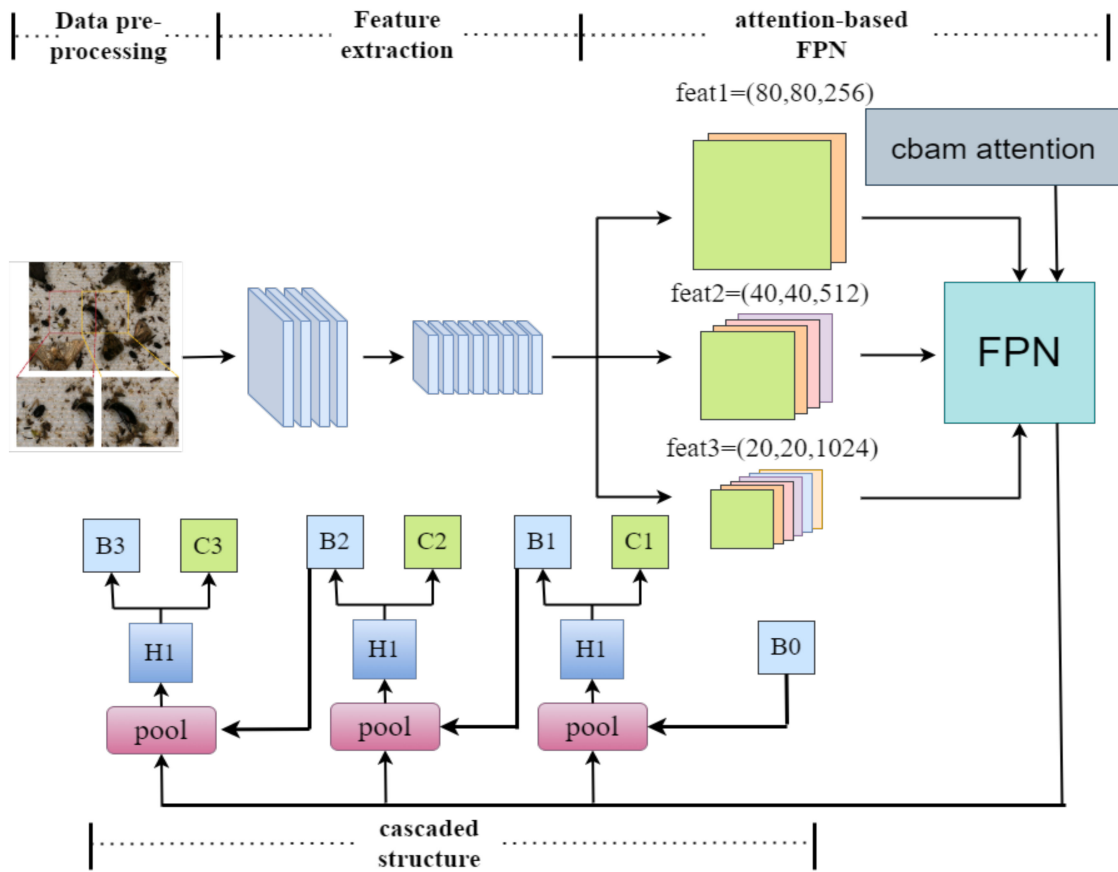 Data pre-
processing
Feature
extraction
attention-based
FPN
feat1=(80,80,256)
cbam attention
feat2=(40,40,512)
FPN
feat3=(20,20,1024)
B3
C3
B2
C2
B1
C1
H1
H1
H1
B0
pool
pool
pool
cascaded
structure